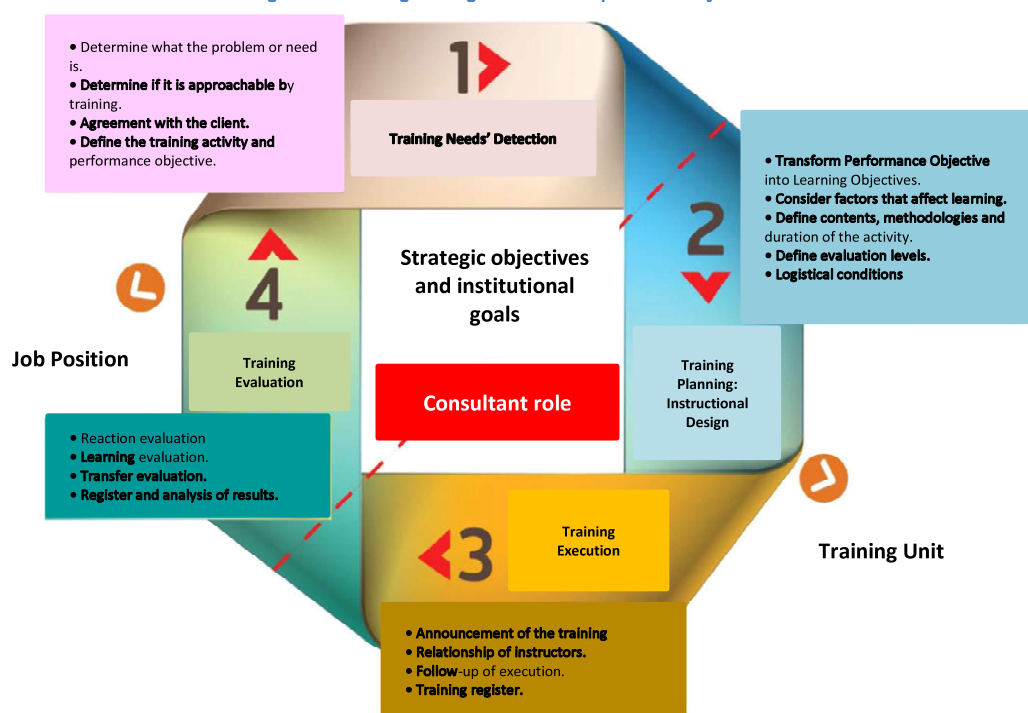 • Determine what the problem or need
is.
• Determine if it is approachable by
training.
• Agreement with the client.
• Define the training activity and
performance objective.
1
Training Needs' Detection
• Transform Performance Objective
into Learning Objectives.
• Consider factors that affect learning.
• Define contents, methodologies and
duration of the activity.
• Define evaluation levels.
• Logistical conditions
2
Training
Planning:
Instructional
Design
Strategic objectives
and institutional
goals
Consultant role
4
Training
Evaluation
Job Position
• Reaction evaluation
• Learning evaluation.
• Transfer evaluation.
• Register and analysis of results.
3
Training
Execution
Training Unit
• Announcement of the training
• Relationship of instructors.
• Follow-up of execution.
• Training register.